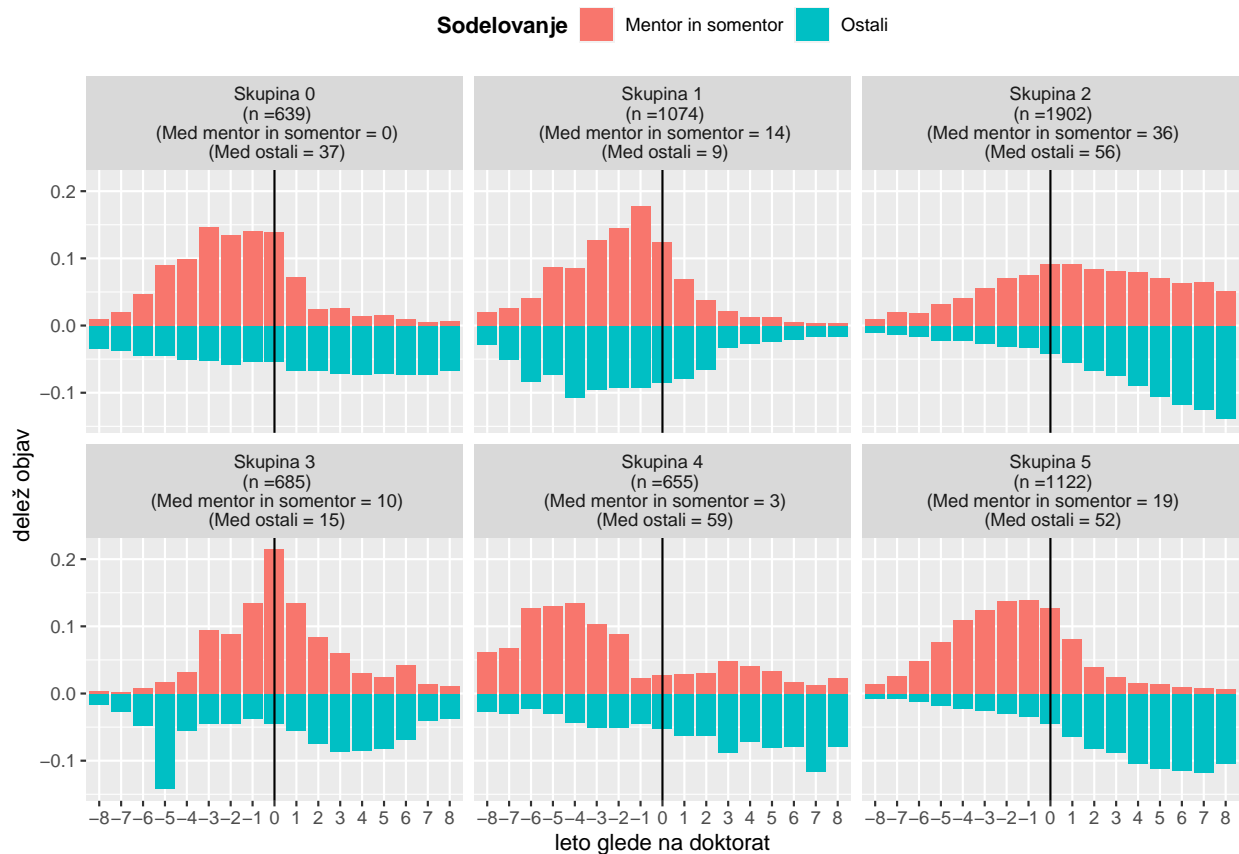 Sodelovanje Mentor in somentor Ostali
Skupina 0
(n =639)
(Med mentor in somentor = 0)
(Med ostali = 37)
Skupina 1
(n =1074)
(Med mentor in somentor = 14)
(Med ostali = 9)
Skupina 2
(n =1902)
(Med mentor in somentor = 36)
(Med ostali = 56)
0.2
0.1
0.0
−0.1
Skupina 3
(n =685)
(Med mentor in somentor = 10)
(Med ostali = 15)
Skupina 4
(n =655)
(Med mentor in somentor = 3)
(Med ostali = 59)
Skupina 5
(n =1122)
(Med mentor in somentor = 19)
(Med ostali = 52)
0.2
0.1
0.0
−0.1
delež objav
−8 −7 −6 −5 −4 −3 −2 −1 0 1 2 3 4 5 6 7 8
−8 −7 −6 −5 −4 −3 −2 −1 0 1 2 3 4 5 6 7 8
−8 −7 −6 −5 −4 −3 −2 −1 0 1 2 3 4 5 6 7 8
leto glede na doktorat